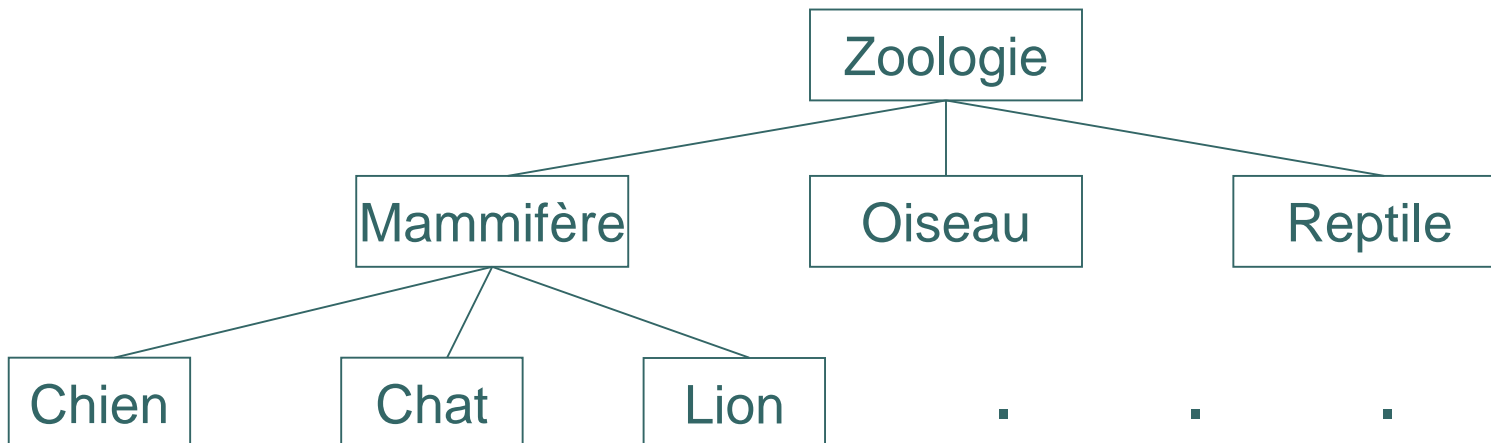 Zoologie
Mammifère Oiseau Reptile
Chien Chat Lion . . .